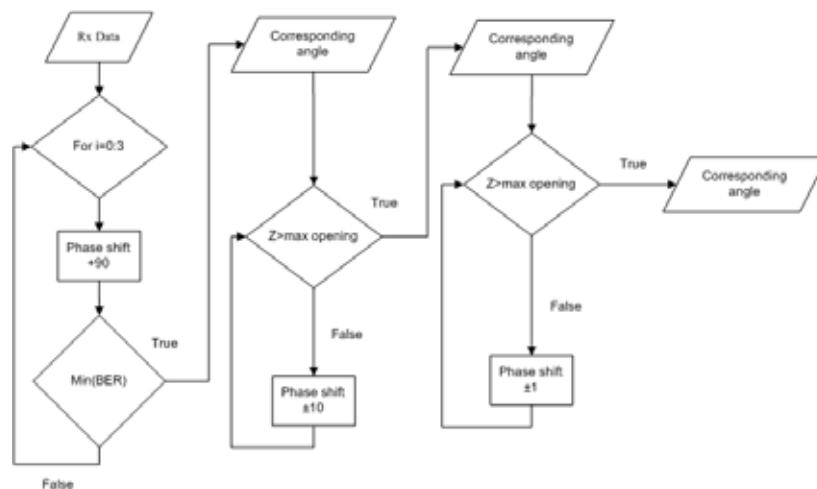 Rx Data
For i=0:3
Phase shift
+90
Min(BER)
True
False
Corresponding
angle
Z>max opening
True
False
Phase shift
±10
Corresponding
angle
Z>max opening
True
False
Phase shift
±1
Corresponding
angle